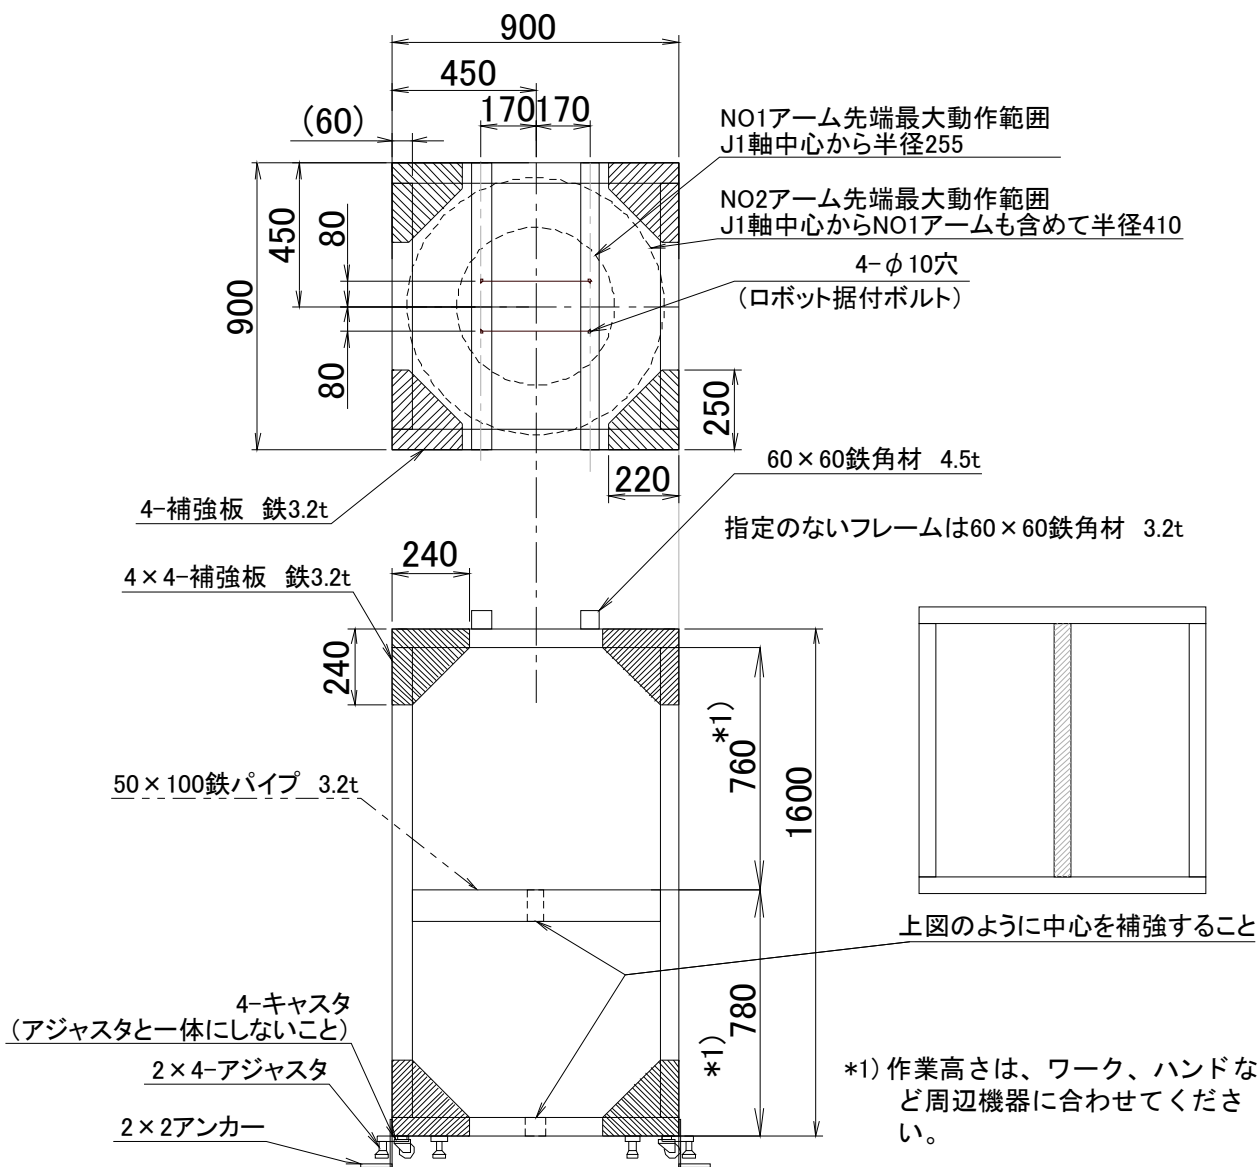 900
450
170 170
(60)
NO1アーム先端最大動作範囲
J1軸中心から半径255
NO2アーム先端最大動作範囲
J1軸中心からNO1アームも含めて半径410
4-φ10穴
(ロボット据付ボルト)
900
450
80
80
250
220
60×60鉄角材 4.5t
4-補強板 鉄3.2t
指定のないフレームは60×60鉄角材 3.2t
240
4×4-補強板 鉄3.2t
240
*1)
760
1600
50×100鉄パイプ 3.2t
上図のように中心を補強すること
780
*1)
4-キャスタ
(アジャスタと一体にしないこと)
2×4-アジャスタ
2×2アンカー
*1) 作業高さは、ワーク、ハンドな
ど周辺機器に合わせてくださ
い。